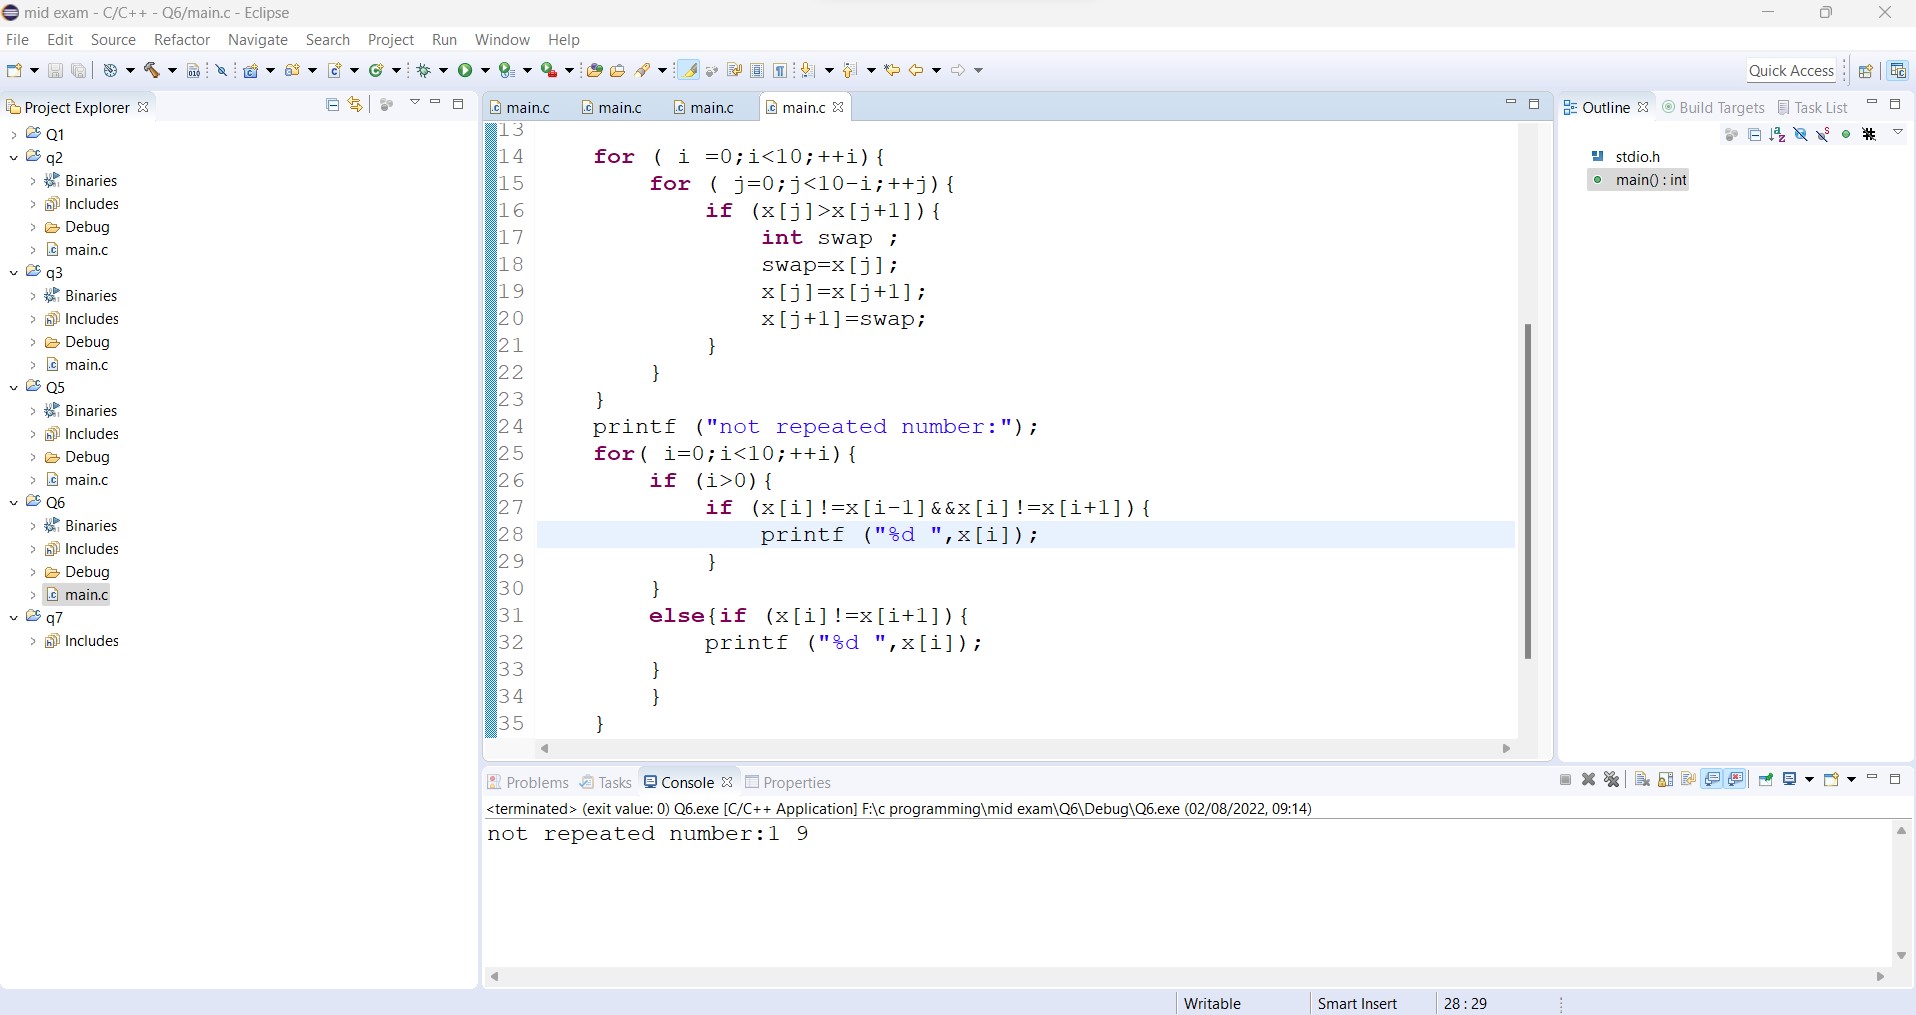 mid exam - C/C++ - Q6/main.c - Eclipse
File Edit Source Refactor Navigate Search Project Run Window Help
Quick Access
Project Explorer
Q1
q2
Binaries
Includes
Debug
main.c
q3
Binaries
Includes
Debug
main.c
Q5
Binaries
Includes
Debug
main.c
Q6
Binaries
Includes
Debug
main.c
q7
Includes
main.c main.c main.c main.c
13
14 for ( i =0;i<10;++i){
15 for ( j=0;j<10-i;++j){
16 if (x[j]>x[j+1]){
17 int swap ;
18 swap=x[j];
19 x[j]=x[j+1];
20 x[j+1]=swap;
21 }
22 }
23 }
24 printf ("not repeated number:");
25 for( i=0;i<10;++i){
26 if (i>0){
27 if (x[i]!=x[i-1]&&x[i]!=x[i+1]){
28 printf ("%d ",x[i]);
29 }
30 }
31 else{if (x[i]!=x[i+1]){
32 printf ("%d ",x[i]);
33 }
34 }
35 }
Outline Build Targets Task List
stdio.h
main() : int
Problems Tasks Console Properties
<terminated> (exit value: 0) Q6.exe [C/C++ Application] F:\c programming\mid exam\Q6\Debug\Q6.exe (02/08/2022, 09:14)
not repeated number:1 9
Writable Smart Insert 28 : 29